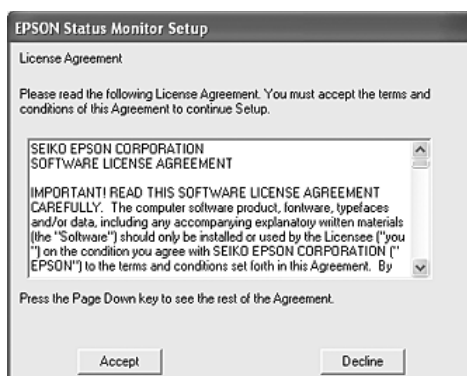 EPSON Status Monitor Setup
License Agreement
Please read the following License Agreement. You must accept the terms and
conditions of this Agreement to continue Setup.
SEIKO EPSON CORPORATION
SOFTWARE LICENSE AGREEMENT
IMPORTANT! READ THIS SOFTWARE LICENSE AGREEMENT
CAREFULLY. The computer software product, fontware, typefaces
and/or data, including any accompanying explanatory written materials
(the "Software") should only be installed or used by the Licensee ("you
") on the condition you agree with SEIKO EPSON CORPORATION ("
EPSON") to the terms and conditions set forth in this Agreement. By
Press the Page Down key to see the rest of the Agreement.
Accept
Decline